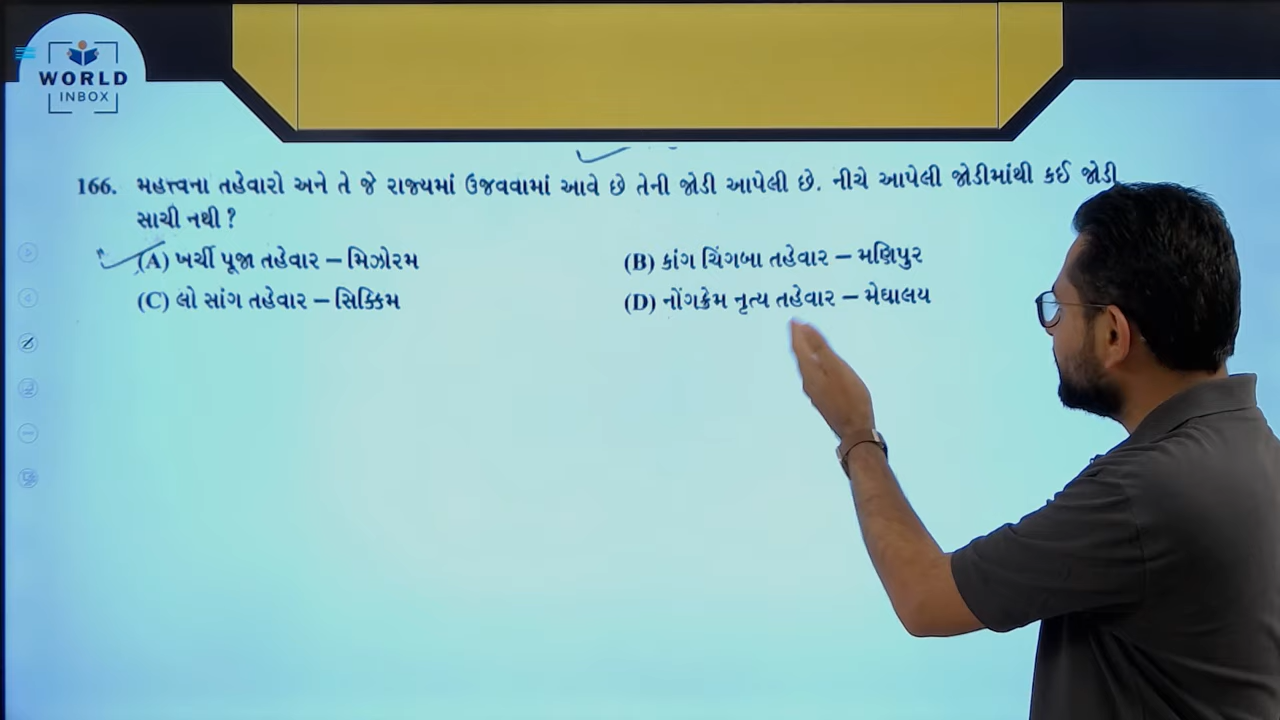 WORLD
INBOX
166. મહત્ત્વના તહેવારો અને તે જે રાજ્યમાં ઉજવવામાં આવે છે તેની જોડી આપેલી છે. નીચે આપેલી જોડીમાંથી કઈ જોડી
સાચી નથી ?
(A) ખર્ચી પૂજા તહેવાર – મિઝોરમ
(B) કાંગ ચિંગબા તહેવાર – મણિપુર
(C) લો સાંગ તહેવાર – સિક્કિમ
(D) નોંગક્રેમ નૃત્ય તહેવાર – મેઘાલય